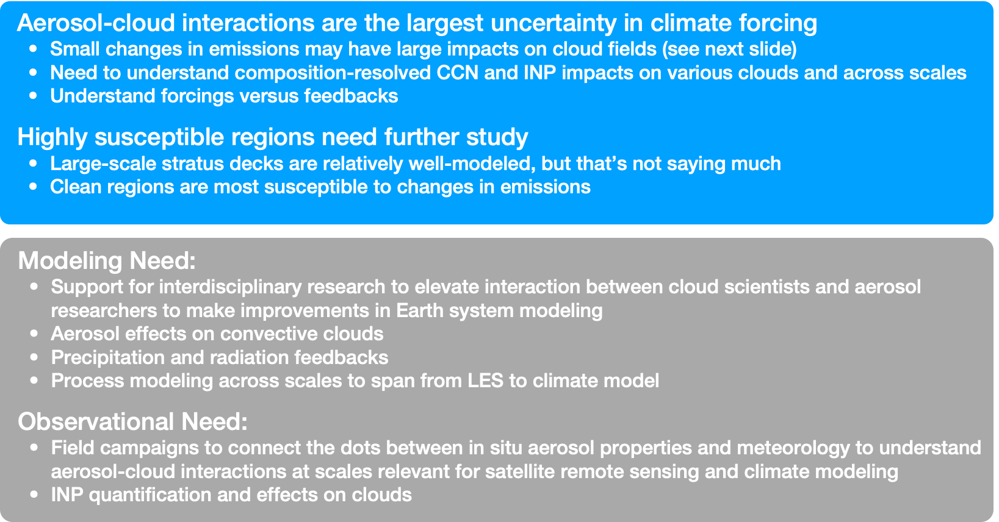 Aerosol-cloud interactions are the largest uncertainty in climate forcing
• Small changes in emissions may have large impacts on cloud fields (see next slide)
• Need to understand composition-resolved CCN and INP impacts on various clouds and across scales
• Understand forcings versus feedbacks
Highly susceptible regions need further study
• Large-scale stratus decks are relatively well-modeled, but that’s not saying much
• Clean regions are most susceptible to changes in emissions
Modeling Need:
• Support for interdisciplinary research to elevate interaction between cloud scientists and aerosol
researchers to make improvements in Earth system modeling
• Aerosol effects on convective clouds
• Precipitation and radiation feedbacks
• Process modeling across scales to span from LES to climate model
Observational Need:
• Field campaigns to connect the dots between in situ aerosol properties and meteorology to understand
aerosol-cloud interactions at scales relevant for satellite remote sensing and climate modeling
• INP quantification and effects on clouds